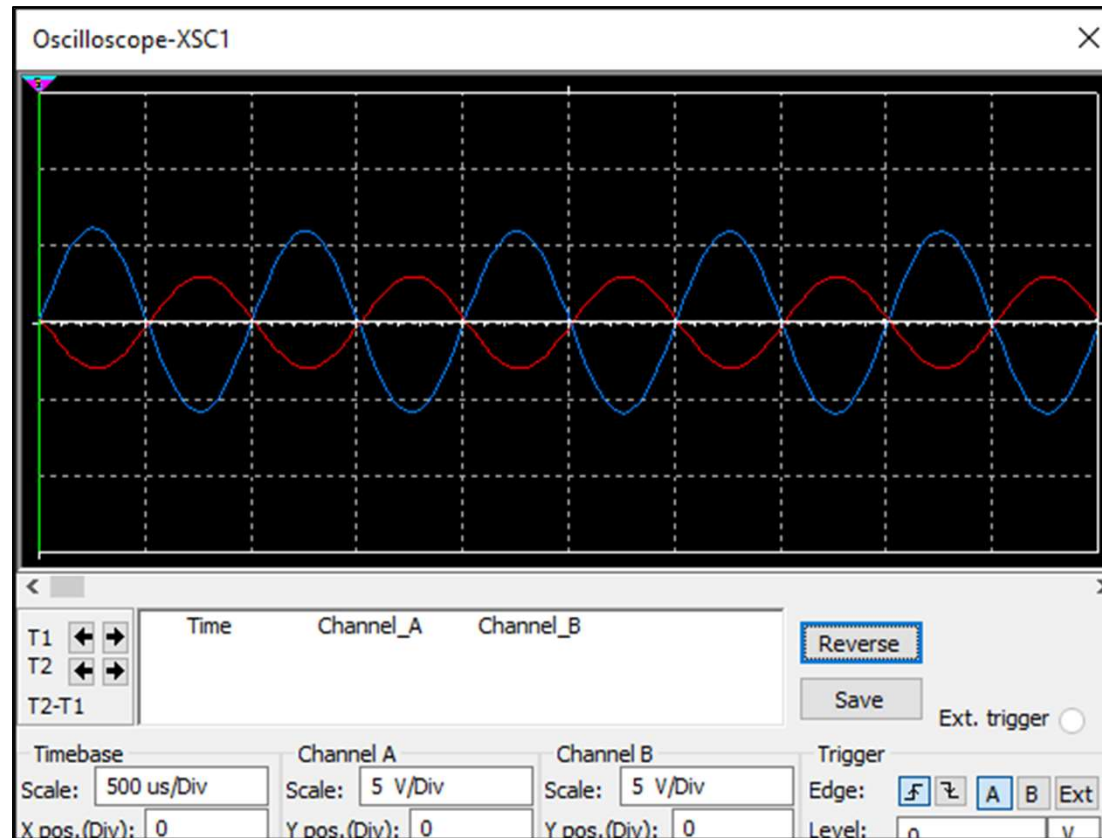 Oscilloscope-XSC1
T1
T2
T2-T1
Time Channel_A Channel_B
Reverse
Save
Ext. trigger
Timebase
Scale: 500 us/Div
X pos.(Div): 0
Channel A
Scale: 5 V/Div
Y pos.(Div): 0
Channel B
Scale: 5 V/Div
Y pos.(Div): 0
Trigger
Edge: A B Ext
Level: 0 V